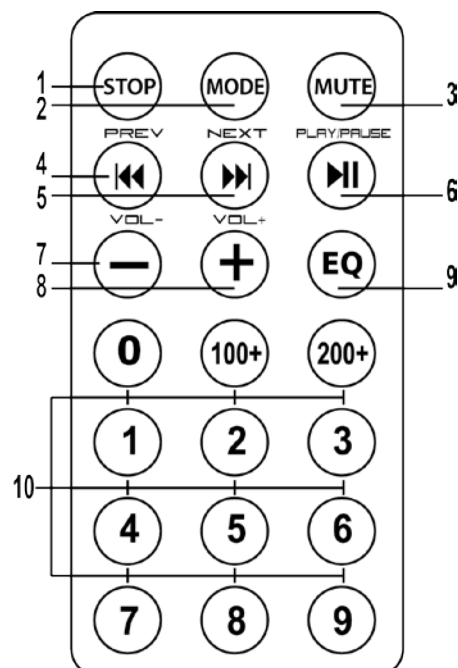 1 STOP MODE MUTE 3
2
PREV NEXT PLAY/PAUSE
4 6
5
VOL- VOL+
7 EQ 9
8
0 100+ 200+
1 2 3
10
4 5 6
7 8 9